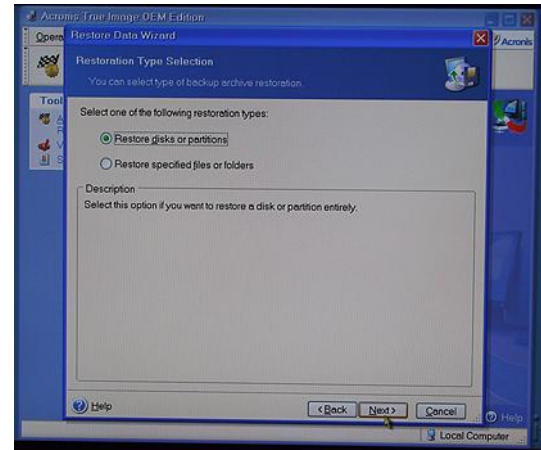 Acronis True Image OEM Edition
Opera
Restore Data Wizard
Acronis
Restoration Type Selection
You can select type of backup archive restoration.
Tool
Select one of the following restoration types:
A
R
Restore disks or partitions
V
S
Restore specified files or folders
Description
Select this option if you want to restore a disk or partition entirely.
Help
< Back
Next >
Cancel
Help
Local Computer